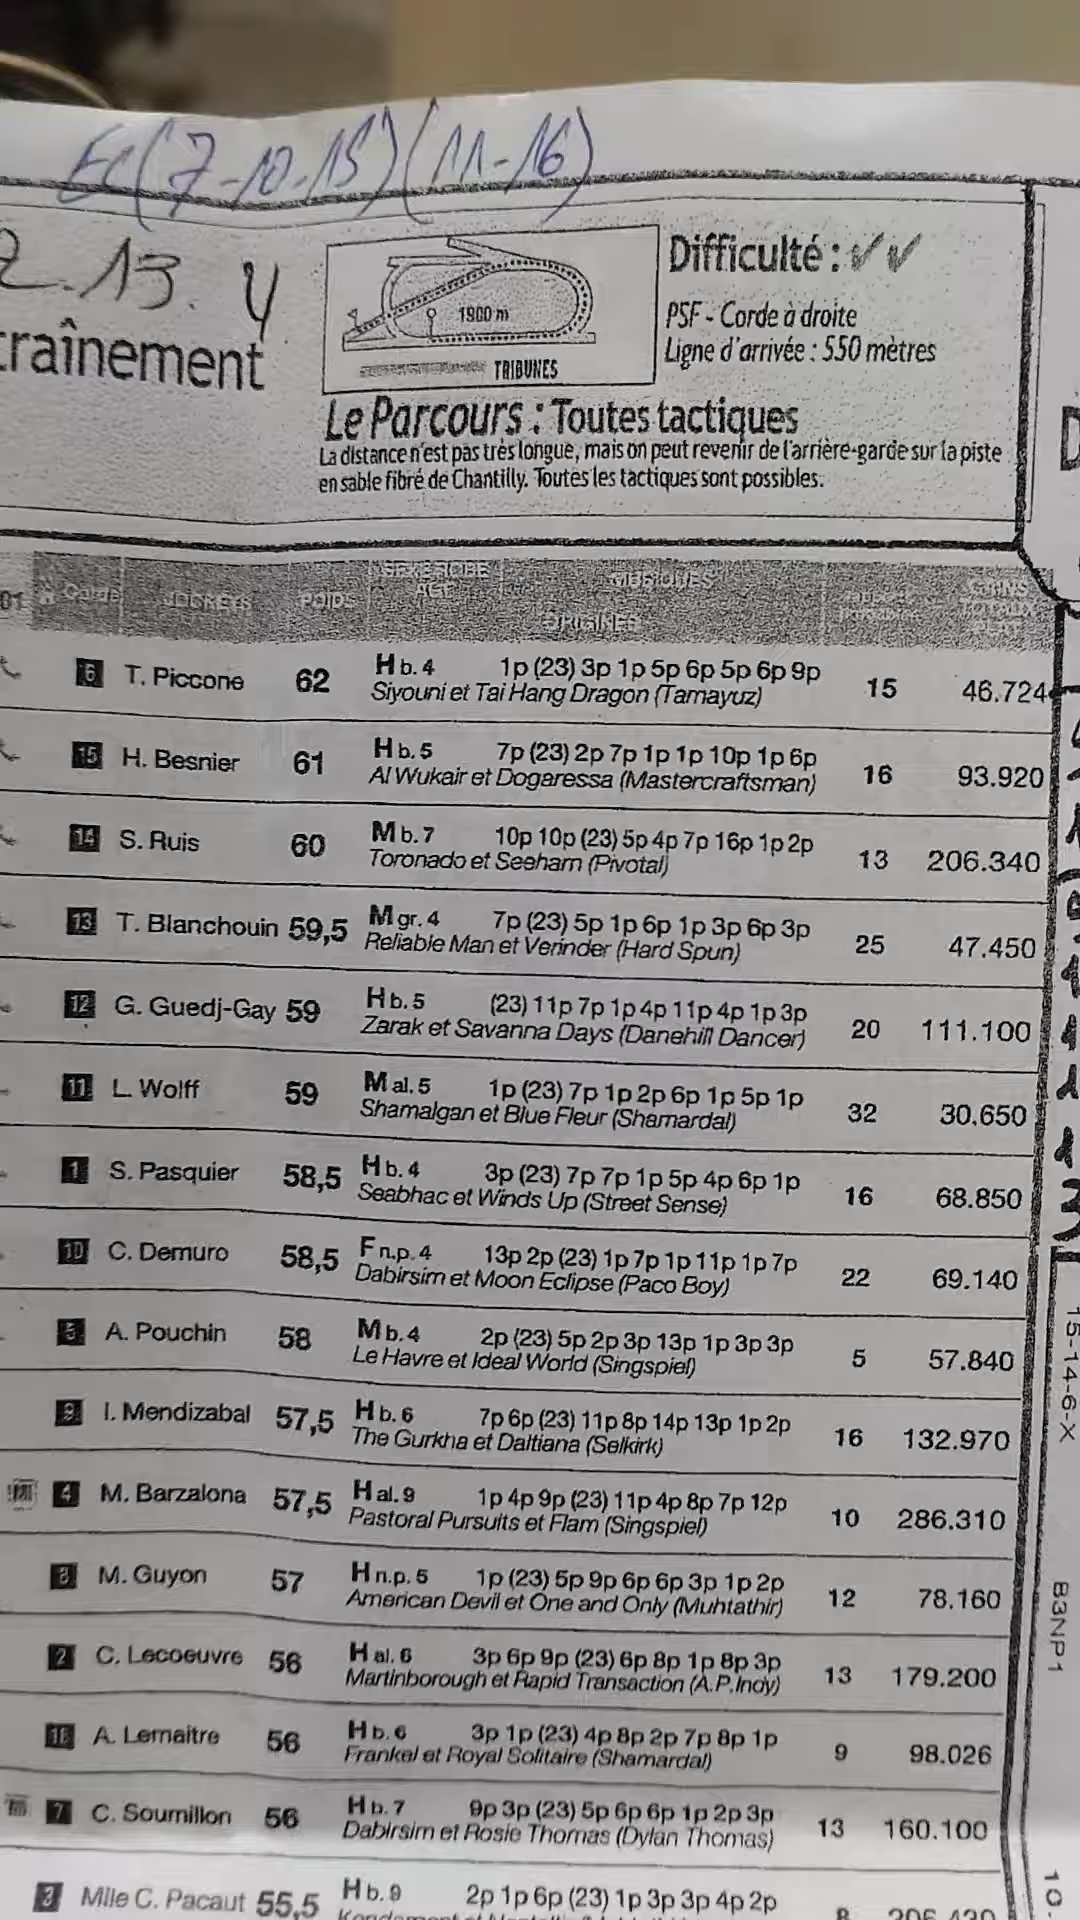 (7-10-15)(11-16)
2.13.4
traînement
1900 m
TRIBUNES
Difficulté : ✓✓
PSF - Corde à droite
Ligne d'arrivée : 550 mètres
Le Parcours : Toutes tactiques
La distance n'est pas très longue, mais on peut revenir de l'arrière-garde sur la piste
en sable fibré de Chantilly. Toutes les tactiques sont possibles.
Corde POIDS ORIGINES GAINS
6 T. Piccone 62 H b. 4 1p (23) 3p 1p 5p 6p 5p 6p 9p 15 46.724
Siyouni et Tai Hang Dragon (Tamayuz)
15 H. Besnier 61 H b. 5 7p (23) 2p 7p 1p 1p 10p 1p 6p 16 93.920
Al Wukair et Dogaressa (Mastercraftsman)
14 S. Ruis 60 M b. 7 10p 10p (23) 5p 4p 7p 16p 1p 2p 13 206.340
Toronado et Seeham (Pivotal)
13 T. Blanchouin 59,5 M gr. 4 7p (23) 5p 1p 6p 1p 3p 6p 3p 25 47.450
Reliable Man et Verinder (Hard Spun)
12 G. Guedj-Gay 59 H b. 5 (23) 11p 7p 1p 4p 11p 4p 1p 3p 20 111.100
Zarak et Savanna Days (Danehill Dancer)
11 L. Wolff 59 M al. 5 1p (23) 7p 1p 2p 6p 1p 5p 1p 32 30.650
Shamalgan et Blue Fleur (Shamardal)
1 S. Pasquier 58,5 H b. 4 3p (23) 7p 7p 1p 5p 4p 6p 1p 16 68.850
Seabhac et Winds Up (Street Sense)
10 C. Demuro 58,5 F n.p. 4 13p 2p (23) 1p 7p 1p 11p 1p 7p 22 69.140
Dabirsim et Moon Eclipse (Paco Boy)
5 A. Pouchin 58 M b. 4 2p (23) 5p 2p 3p 13p 1p 3p 3p 5 57.840
Le Havre et Ideal World (Singspiel)
9 I. Mendizabal 57,5 H b. 6 7p 6p (23) 11p 8p 14p 13p 1p 2p 16 132.970
The Gurkha et Daltiana (Selkirk)
4 M. Barzalona 57,5 H al. 9 1p 4p 9p (23) 11p 4p 8p 7p 12p 10 286.310
Pastoral Pursuits et Flam (Singspiel)
8 M. Guyon 57 H n.p. 5 1p (23) 5p 9p 6p 6p 3p 1p 2p 12 78.160
American Devil et One and Only (Muhtathir)
2 C. Lecoeuvre 56 H al. 6 3p 6p 9p (23) 6p 8p 1p 8p 3p 13 179.200
Martinborough et Rapid Transaction (A.P.Indy)
16 A. Lemaitre 56 H b. 6 3p 1p (23) 4p 8p 2p 7p 8p 1p 9 98.026
Frankel et Royal Solitaire (Shamardal)
7 C. Soumillon 56 H b. 7 9p 3p (23) 5p 6p 6p 1p 2p 3p 13 160.100
Dabirsim et Rosie Thomas (Dylan Thomas)
3 Mlle C. Pacaut 55,5 H b. 9 2p 1p 6p (23) 1p 3p 3p 4p 2p 8
15-14-6-X
B3NP1
10.